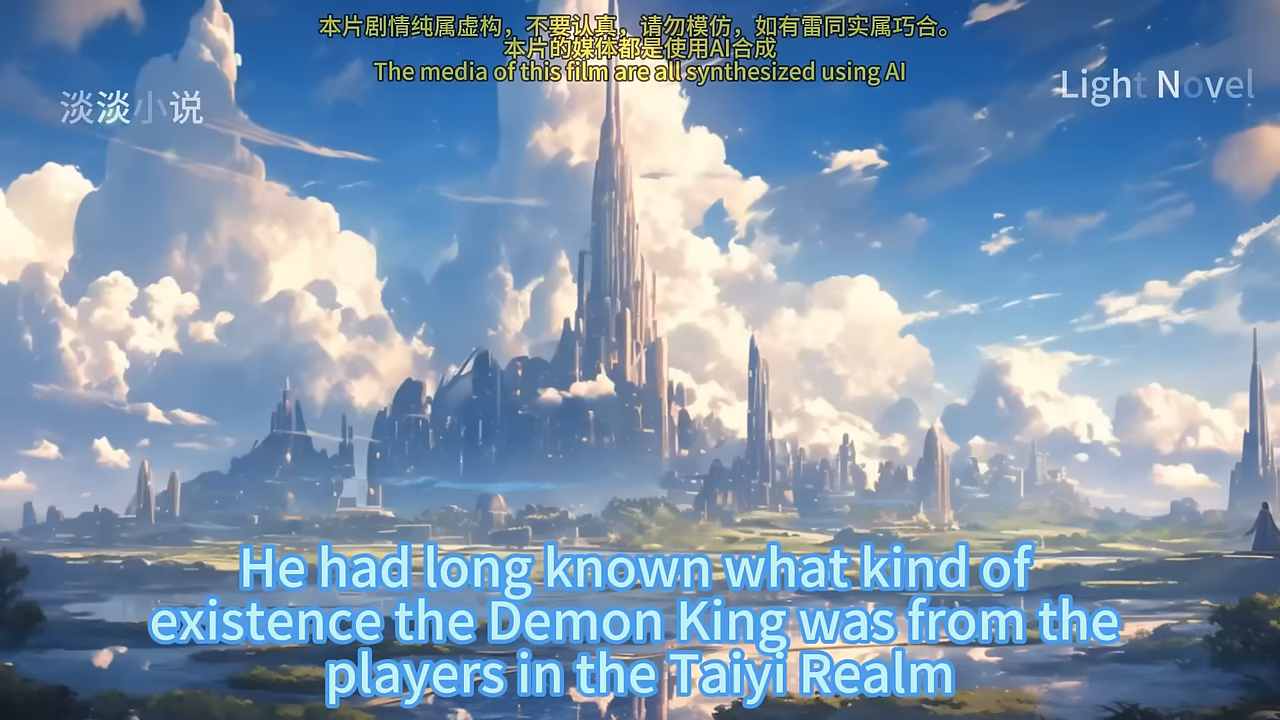 本片剧情纯属虚构，不要认真，请勿模仿，如有雷同实属巧合。
本片的媒体都是使用AI合成
The media of this film are all synthesized using AI
淡淡小说
Light Novel
He had long known what kind of
existence the Demon King was from the
players in the Taiyi Realm